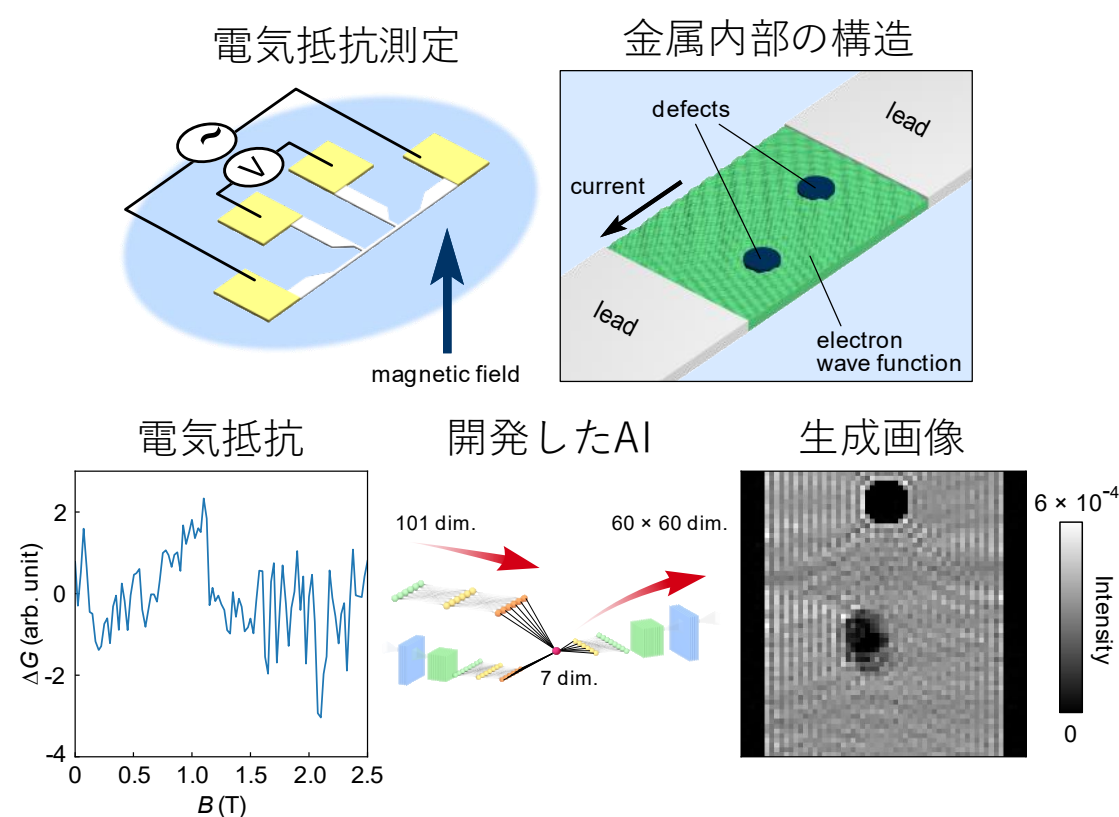 電気抵抗測定
金属内部の構造
~
V
magnetic field
defects
lead
current
lead
electron
wave function
電気抵抗
開発したAI
生成画像
ΔG (arb. unit)
2
0
-2
-4
0 0.5 1.0 1.5 2.0 2.5
B (T)
101 dim.
60 × 60 dim.
7 dim.
6 × 10⁻⁴
Intensity
0